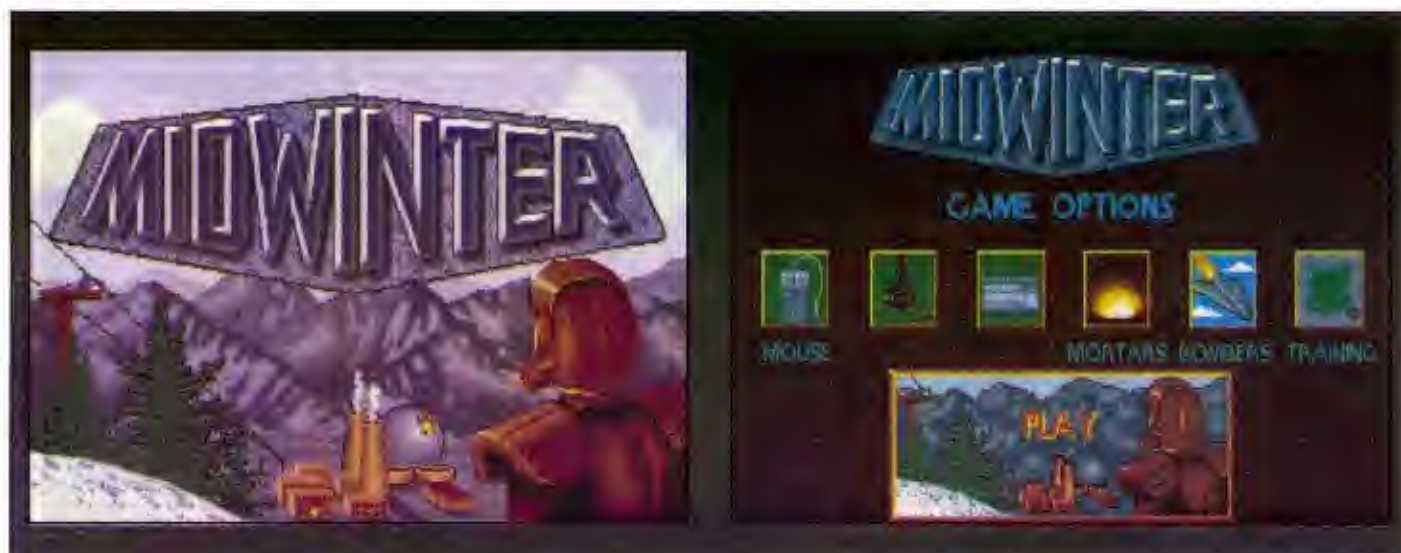 MIDWINTER
MIDWINTER
GAME OPTIONS
MOUSE MORTARS BOMBERS TRAINING
PLAY